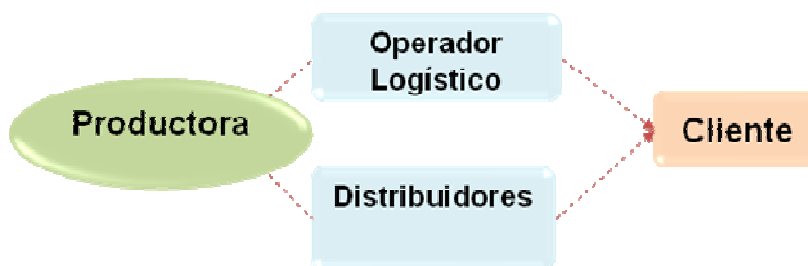 Operador
Logístico
Productora
Cliente
Distribuidores